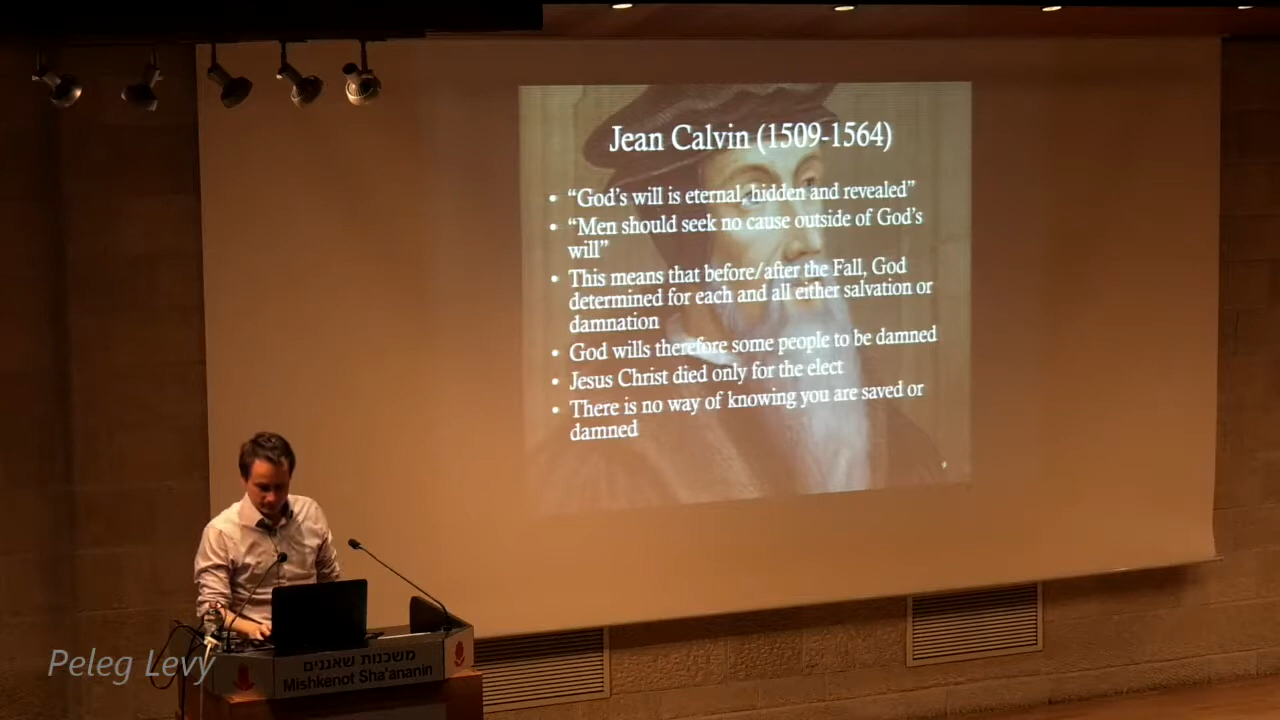 Jean Calvin (1509-1564)
• “God’s will is eternal, hidden and revealed”
• “Men should seek no cause outside of God’s
will”
• This means that before/after the Fall, God
determined for each and all either salvation or
damnation
• God wills therefore some people to be damned
• Jesus Christ died only for the elect
• There is no way of knowing you are saved or
damned
משכנות שאננים
Mishkenot Sha'ananim
Peleg Levy